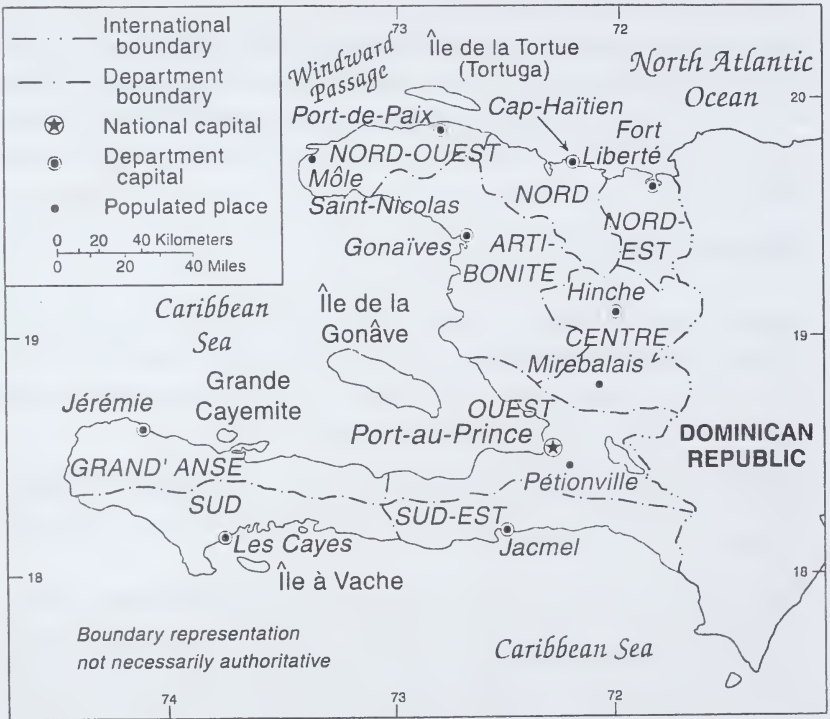 International
boundary
Department
boundary
National capital
Department
capital
Populated place
0 20 40 Kilometers
0 20 40 Miles
73
72
Windward
Passage
Île de la Tortue
(Tortuga)
North Atlantic
Ocean
20
Port-de-Paix
Cap-Haïtien
Fort
Liberté
NORD-OUEST
Môle
Saint-Nicolas
NORD
NORD-
EST
Gonaïves
ARTI-
BONITE
Hinche
CENTRE
Mirebalais
Caribbean
Sea
Île de la
Gonâve
19
19
Jérémie
Grande
Cayemite
OUEST
Port-au-Prince
Pétionville
DOMINICAN
REPUBLIC
GRAND' ANSE
SUD
SUD-EST
Les Cayes
Jacmel
Île à Vache
18
18
Boundary representation
not necessarily authoritative
Caribbean Sea
74
73
72